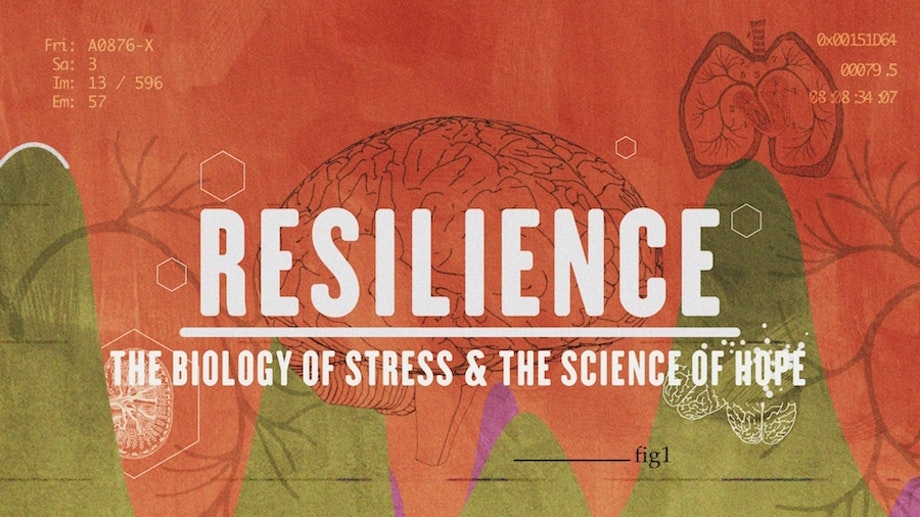 Fri: A0876-X
Sa: 3
Im: 13 / 596
Em: 57
0x00151D64
00079.5
08:08:34:07
RESILIENCE
THE BIOLOGY OF STRESS & THE SCIENCE OF HOPE
fig1